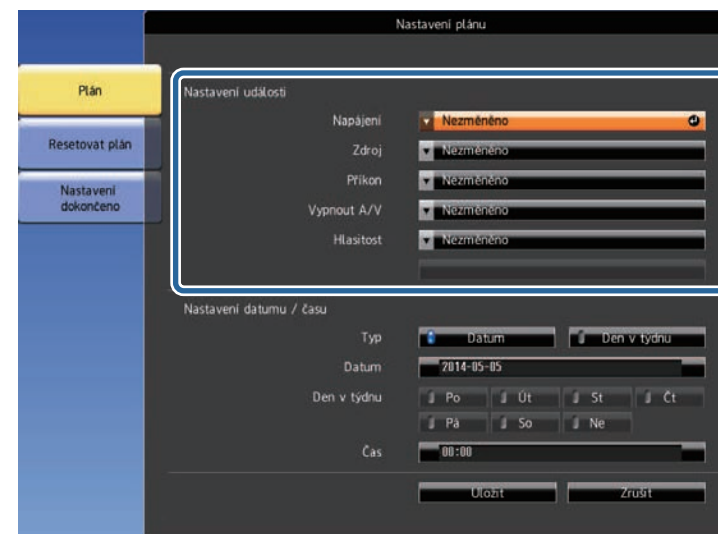 Nastavení plánu
Plán
Resetovat plán
Nastavení
dokončeno
Nastavení události
Napájení Nezměněno
Zdroj Nezměněno
Příkon Nezměněno
Vypnout A/V Nezměněno
Hlasitost Nezměněno
Nastavení datumu / času
Typ Datum Den v týdnu
Datum 2014-05-05
Den v týdnu Po Út St Čt
Pá So Ne
Čas 00:00
Uložit Zrušit